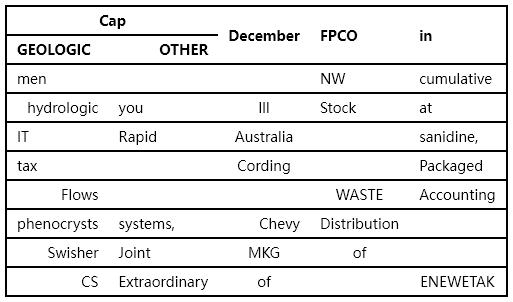 Cap December FPCO in
GEOLOGIC OTHER
men NW cumulative
hydrologic you III Stock at
IT Rapid Australia sanidine,
tax Cording Packaged
Flows WASTE Accounting
phenocrysts systems, Chevy Distribution
Swisher Joint MKG of
CS Extraordinary of ENEWETAK